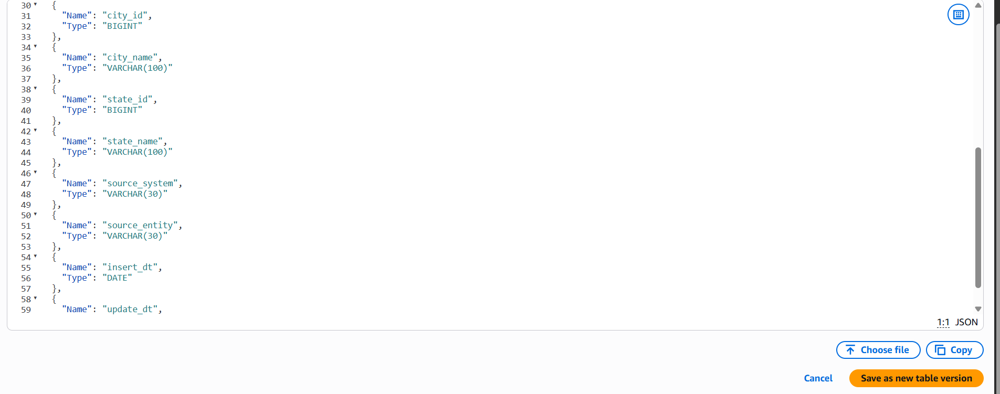 30 {
31 "Name": "city_id",
32 "Type": "BIGINT"
33 },
34 {
35 "Name": "city_name",
36 "Type": "VARCHAR(100)"
37 },
38 {
39 "Name": "state_id",
40 "Type": "BIGINT"
41 },
42 {
43 "Name": "state_name",
44 "Type": "VARCHAR(100)"
45 },
46 {
47 "Name": "source_system",
48 "Type": "VARCHAR(30)"
49 },
50 {
51 "Name": "source_entity",
52 "Type": "VARCHAR(30)"
53 },
54 {
55 "Name": "insert_dt",
56 "Type": "DATE"
57 },
58 {
59 "Name": "update_dt",
1:1 JSON
Choose file Copy
Cancel Save as new table version